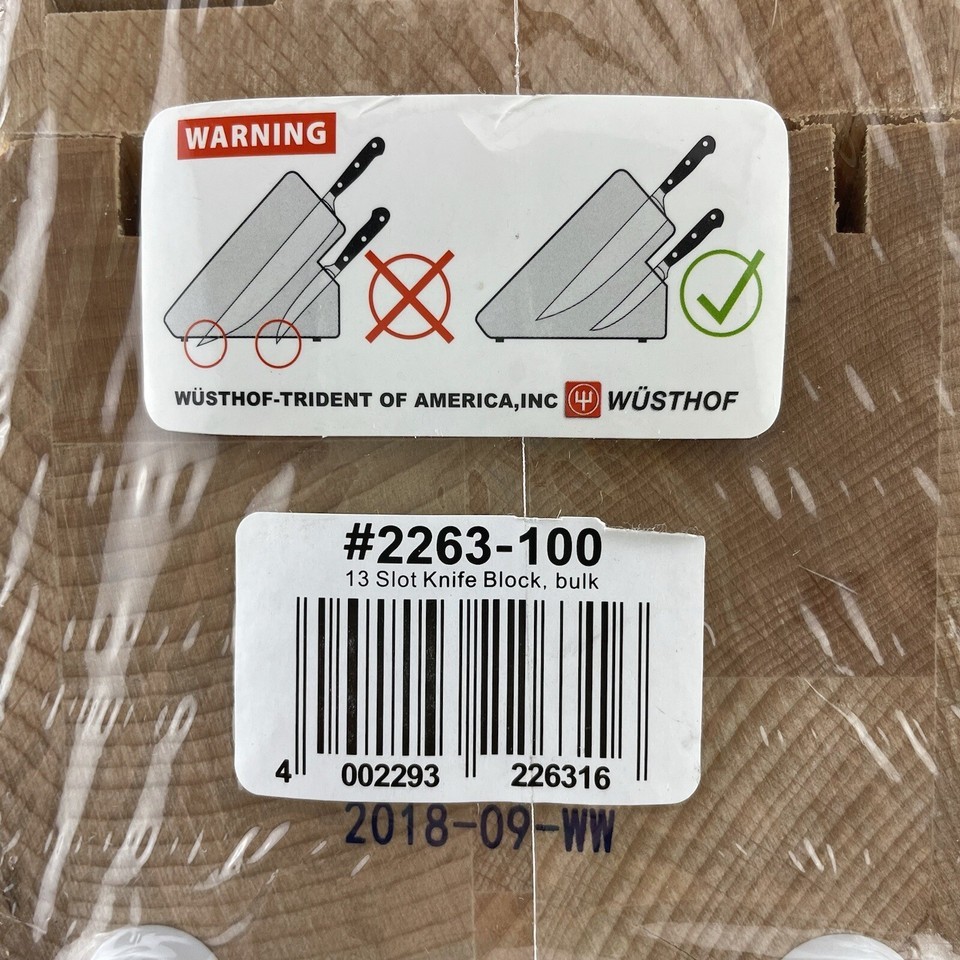 WARNING
WÜSTHOF-TRIDENT OF AMERICA,INC WÜSTHOF
#2263-100
13 Slot Knife Block, bulk
4 002293 226316
2018-09-WW